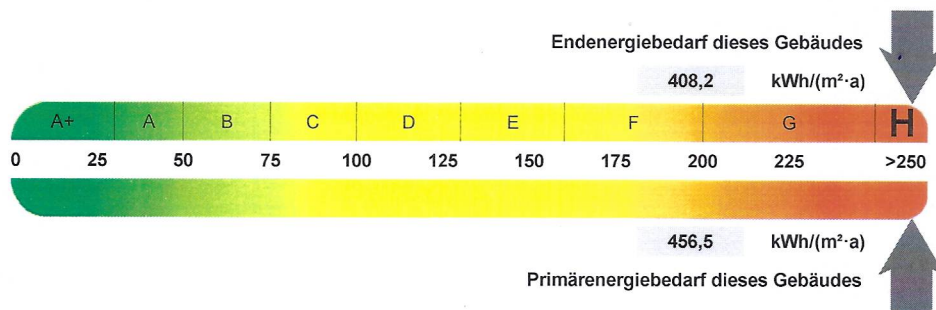 Endenergiebedarf dieses Gebäudes
408,2 kWh/(m²·a)
A+ A B C D E F G H
0 25 50 75 100 125 150 175 200 225 >250
456,5 kWh/(m²·a)
Primärenergiebedarf dieses Gebäudes